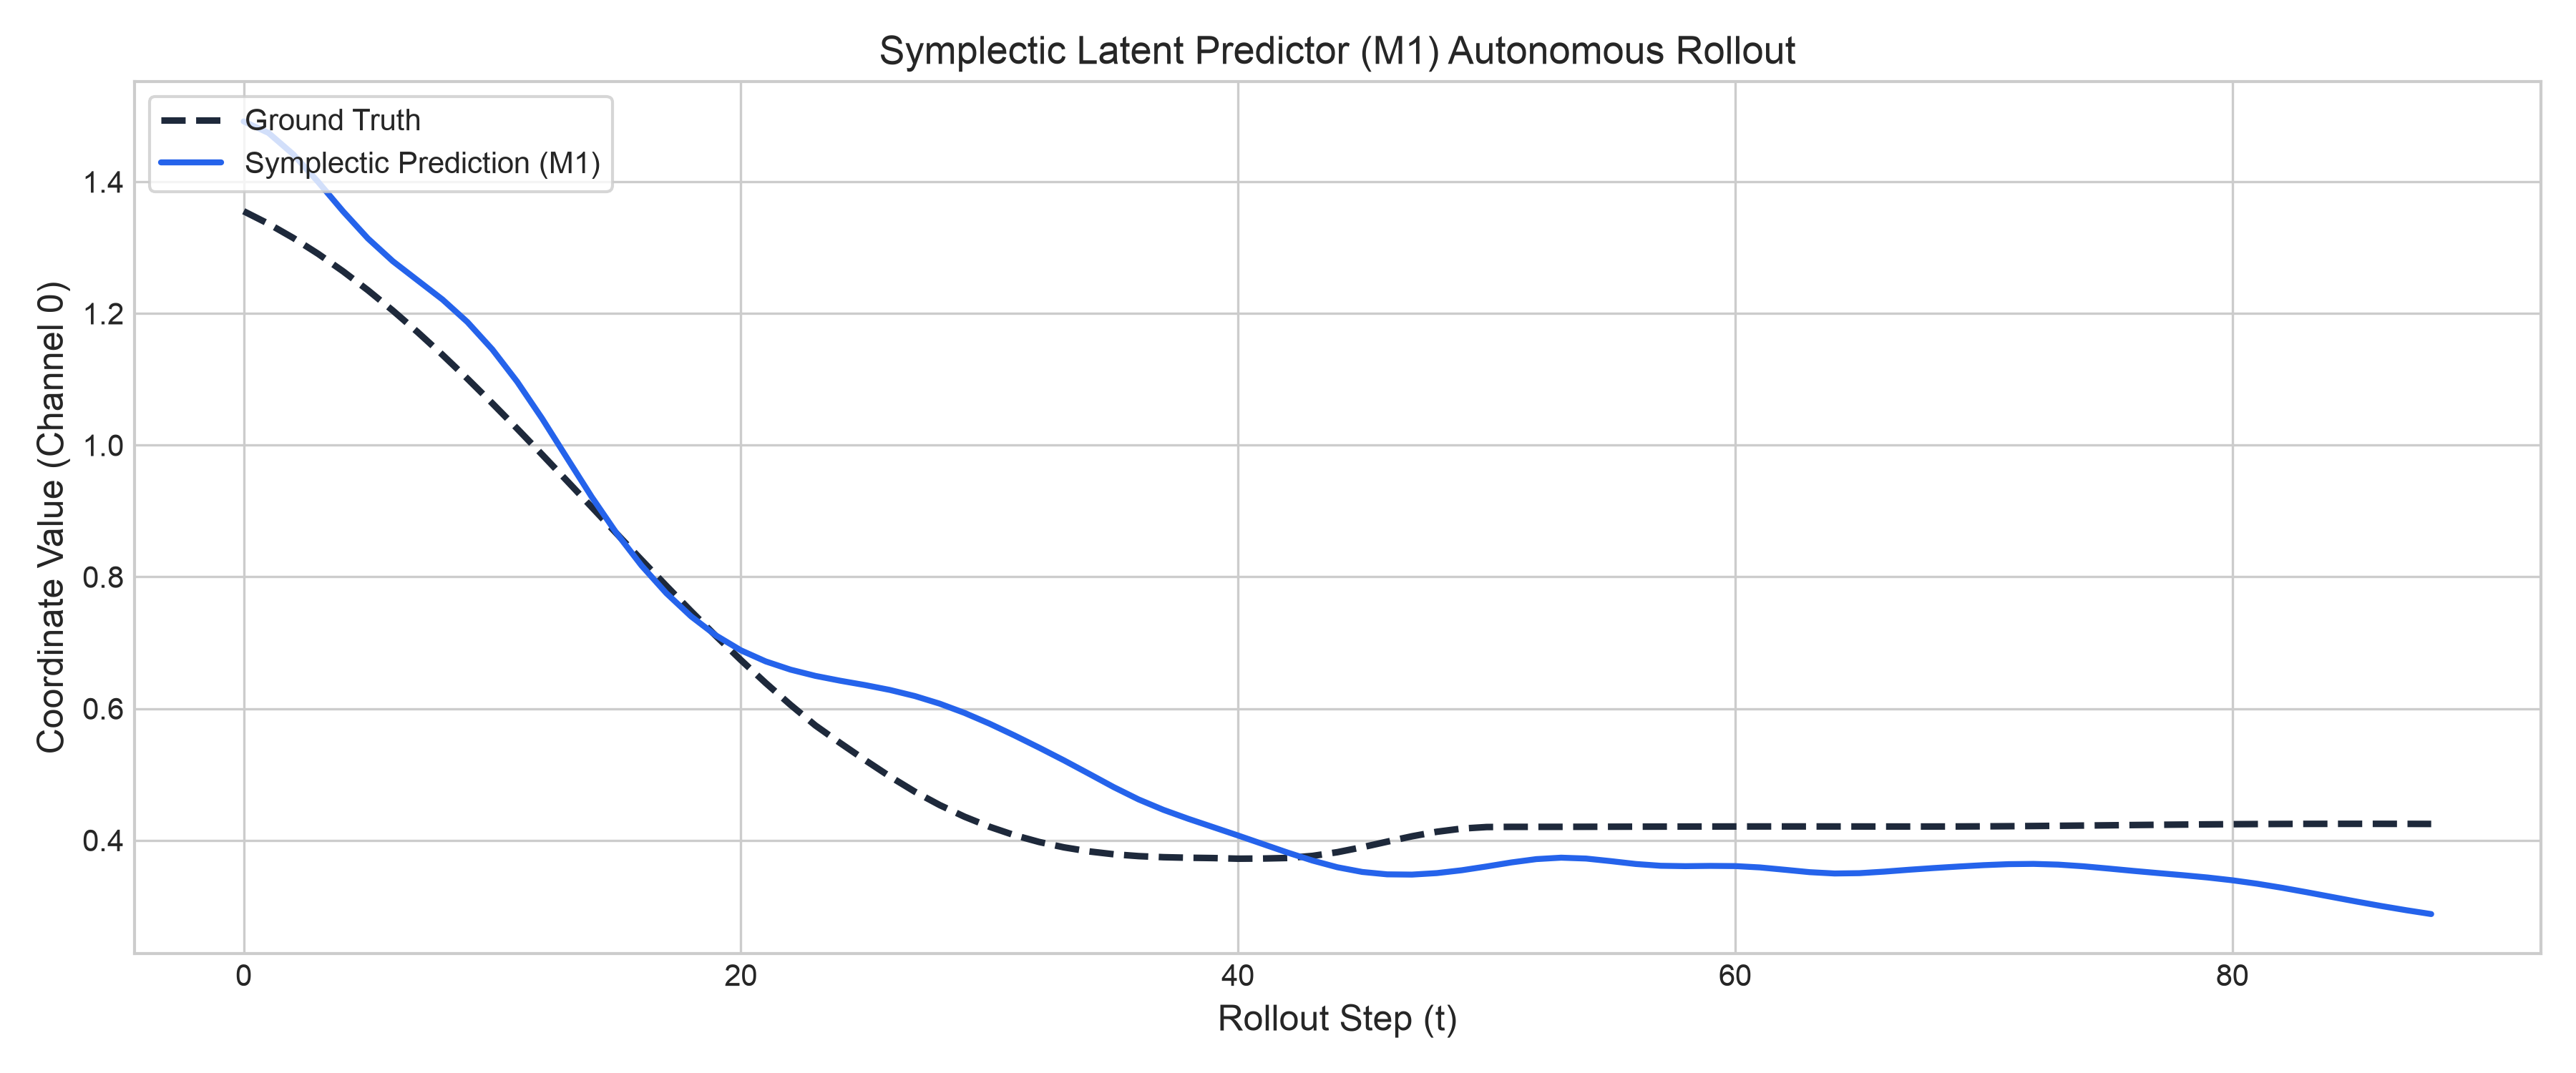 Symplectic Latent Predictor (M1) Autonomous Rollout
Ground Truth
Symplectic Prediction (M1)
Coordinate Value (Channel 0)
1.4
1.2
1.0
0.8
0.6
0.4
0
20
40
60
80
Rollout Step (t)